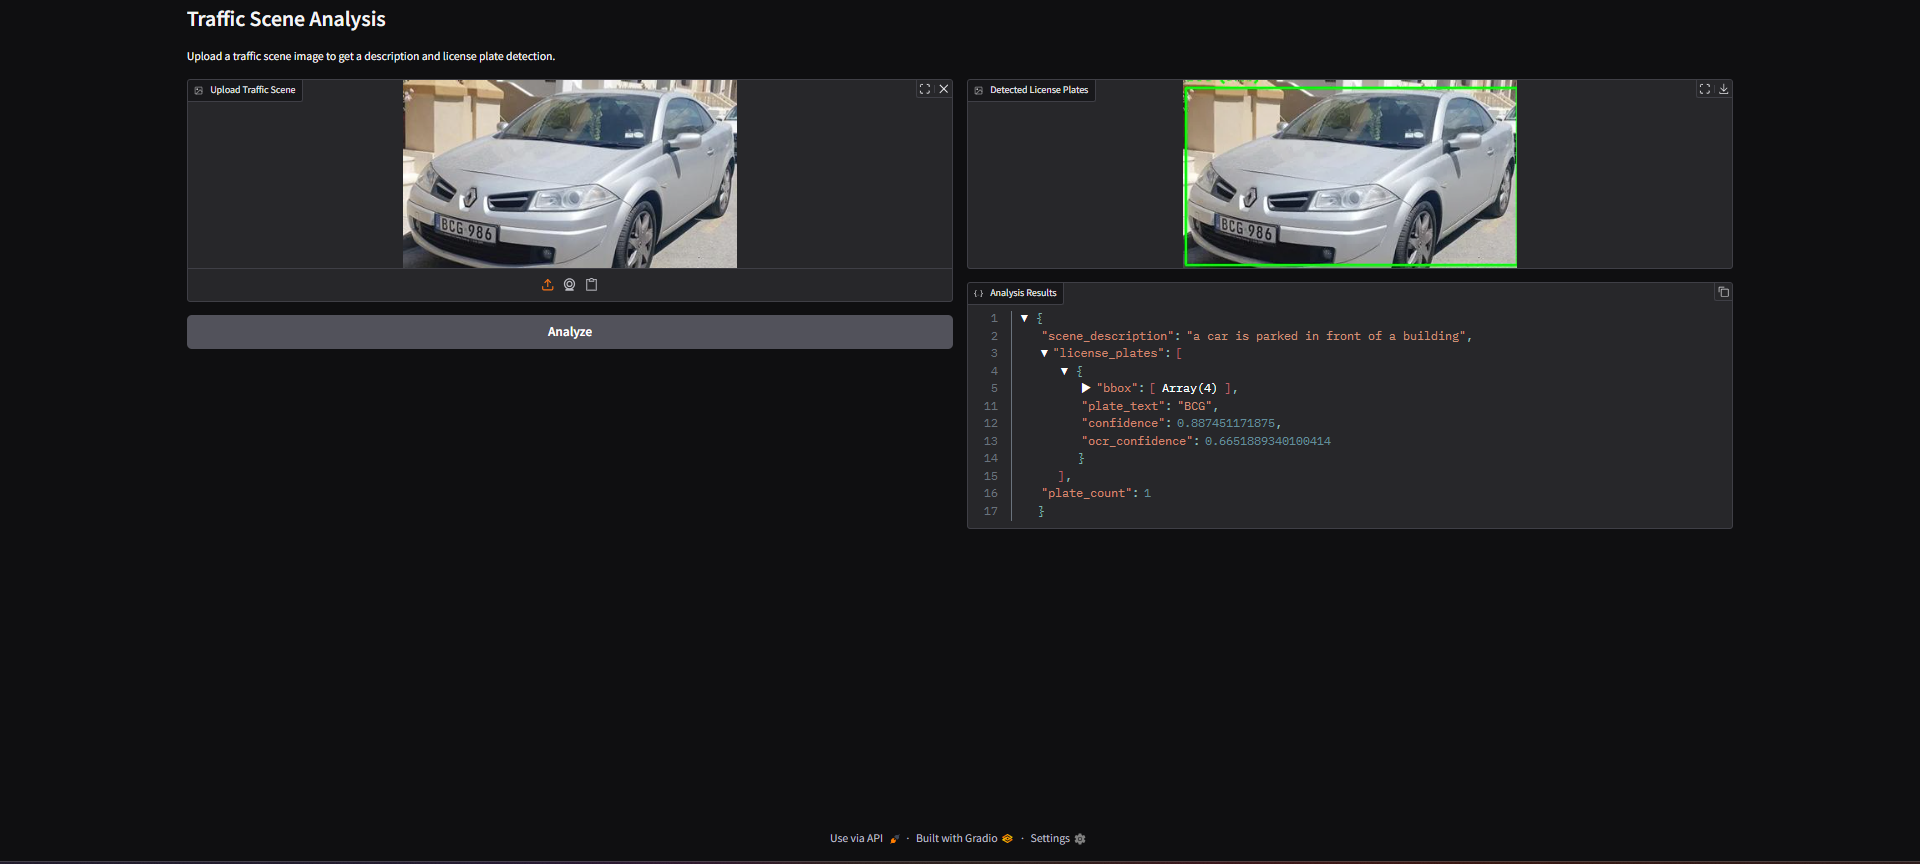 Traffic Scene Analysis
Upload a traffic scene image to get a description and license plate detection.
Upload Traffic Scene
BCG 986
Analyze
Detected License Plates
BCG 986
Analysis Results
1 {
2 "scene_description": "a car is parked in front of a building",
3 "license_plates": [
4 {
5 "bbox": [ Array(4) ],
11 "plate_text": "BCG",
12 "confidence": 0.887451171875,
13 "ocr_confidence": 0.6651889340100414
14 }
15 ],
16 "plate_count": 1
17 }
Use via API · Built with Gradio · Settings